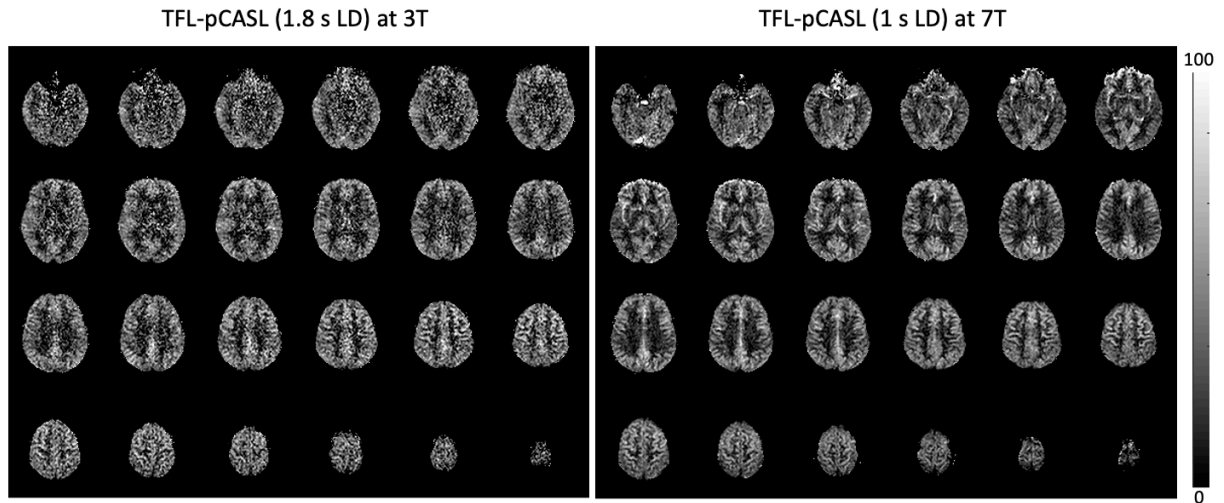 TFL-pCASL (1.8 s LD) at 3T
TFL-pCASL (1 s LD) at 7T
100
0